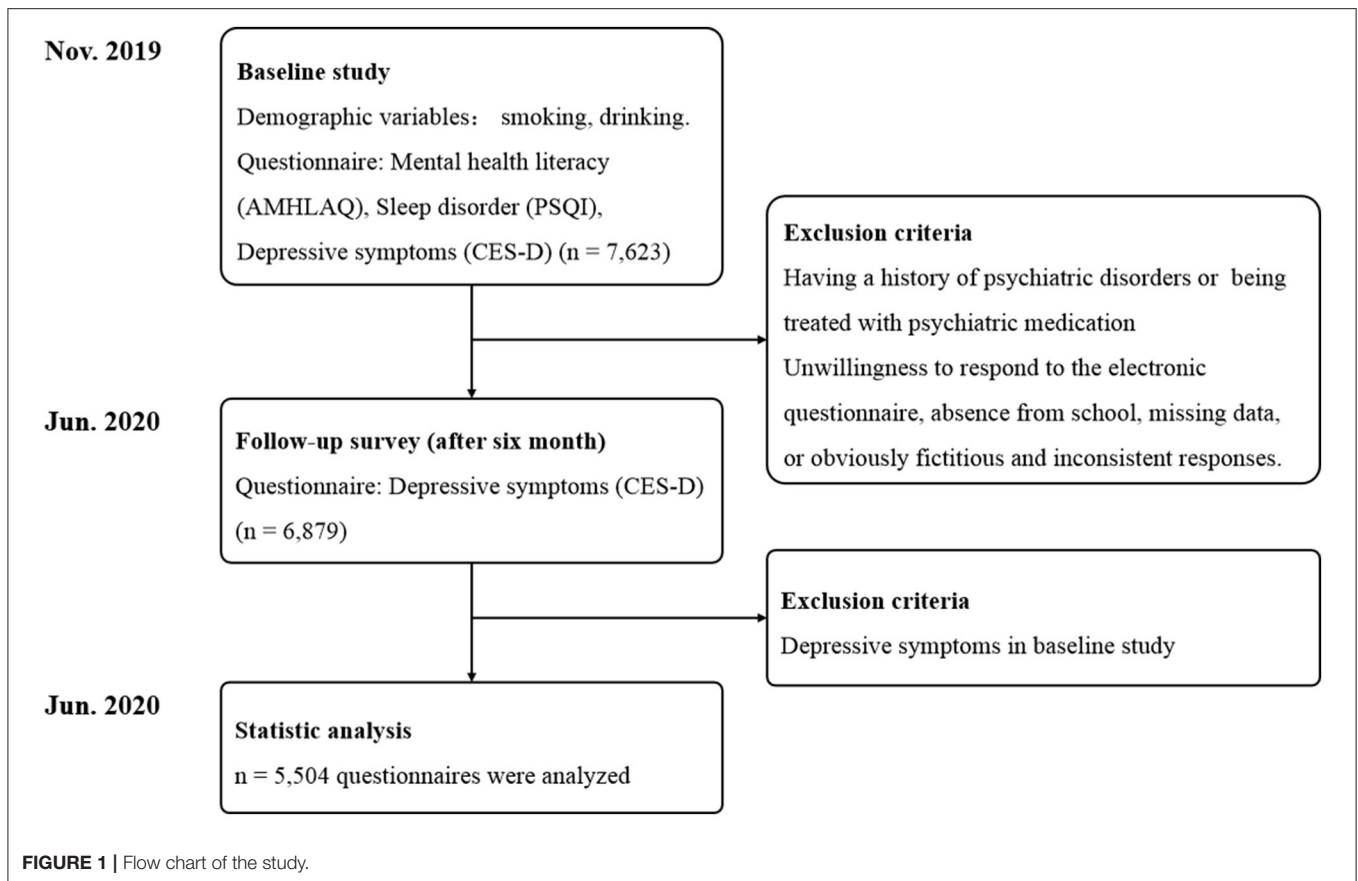 Nov. 2019
Baseline study
Demographic variables： smoking, drinking.
Questionnaire: Mental health literacy
(AMHLAQ), Sleep disorder (PSQI),
Depressive symptoms (CES-D) (n = 7,623)
Exclusion criteria
Having a history of psychiatric disorders or being
treated with psychiatric medication
Unwillingness to respond to the electronic
questionnaire, absence from school, missing data,
or obviously fictitious and inconsistent responses.
Jun. 2020
Follow-up survey (after six month)
Questionnaire: Depressive symptoms (CES-D)
(n = 6,879)
Exclusion criteria
Depressive symptoms in baseline study
Jun. 2020
Statistic analysis
n = 5,504 questionnaires were analyzed
FIGURE 1 | Flow chart of the study.